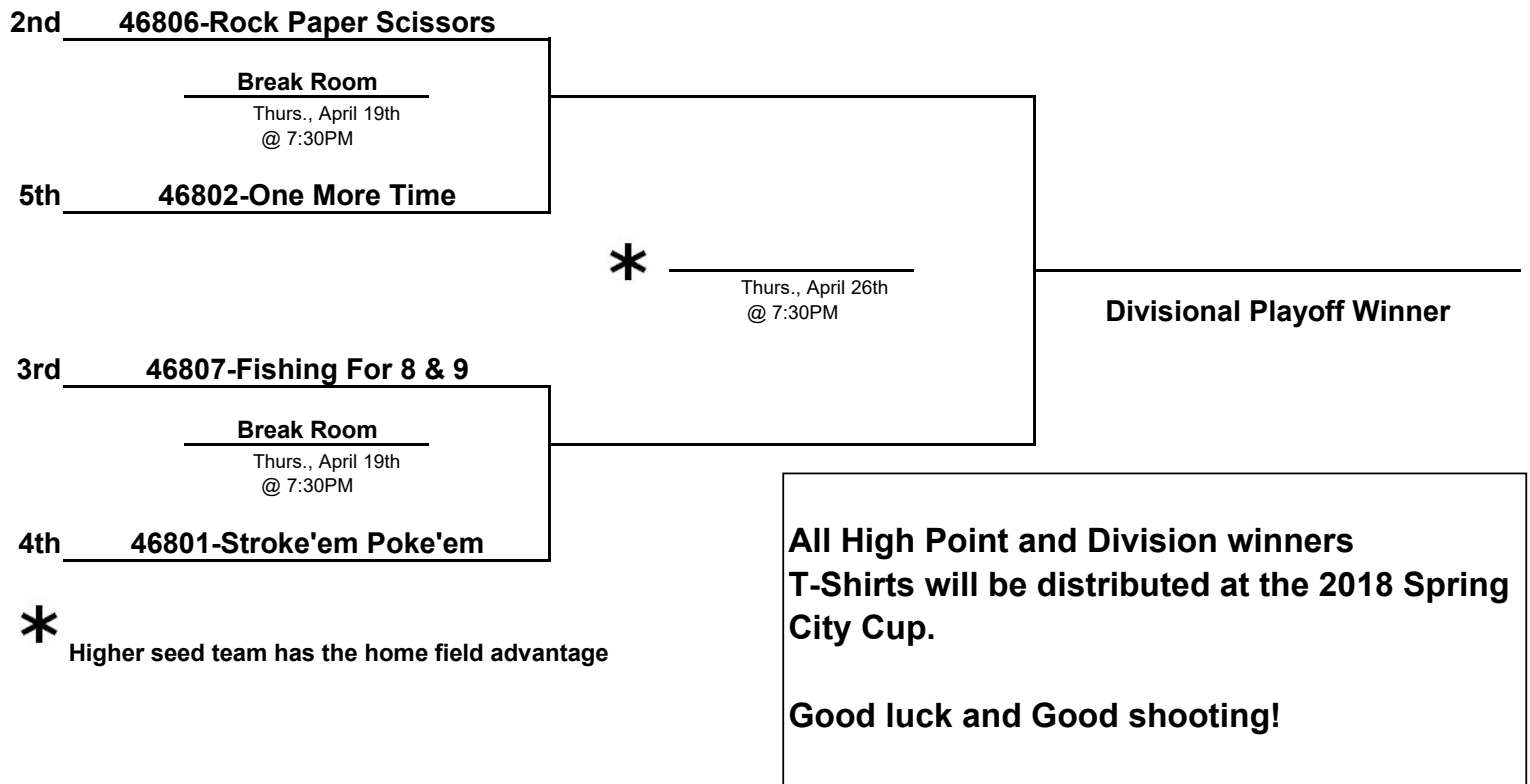 2nd 46806-Rock Paper Scissors
Break Room
Thurs., April 19th
@ 7:30PM
5th 46802-One More Time
* Thurs., April 26th
@ 7:30PM
Divisional Playoff Winner
3rd 46807-Fishing For 8 & 9
Break Room
Thurs., April 19th
@ 7:30PM
4th 46801-Stroke'em Poke'em
* Higher seed team has the home field advantage
All High Point and Division winners
T-Shirts will be distributed at the 2018 Spring
City Cup.
Good luck and Good shooting!